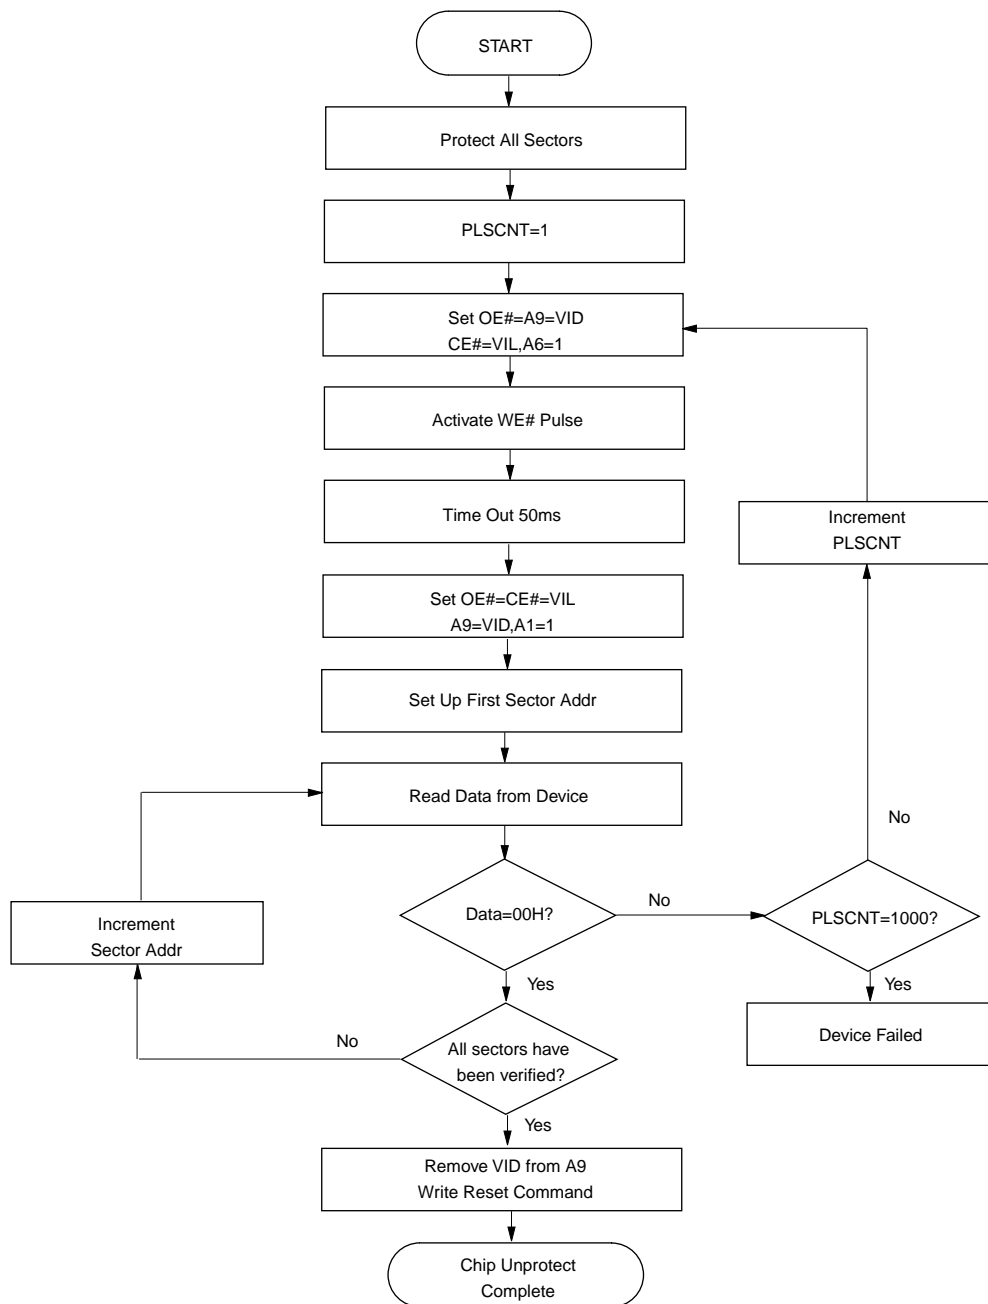 START
Protect All Sectors
PLSCNT=1
Set OE#=A9=VID
CE#=VIL,A6=1
Activate WE# Pulse
Time Out 50ms
Increment
PLSCNT
Set OE#=CE#=VIL
A9=VID,A1=1
Set Up First Sector Addr
Read Data from Device
No
Data=00H?
No
PLSCNT=1000?
Increment
Sector Addr
Yes
Yes
Device Failed
No
All sectors have
been verified?
Yes
Remove VID from A9
Write Reset Command
Chip Unprotect
Complete